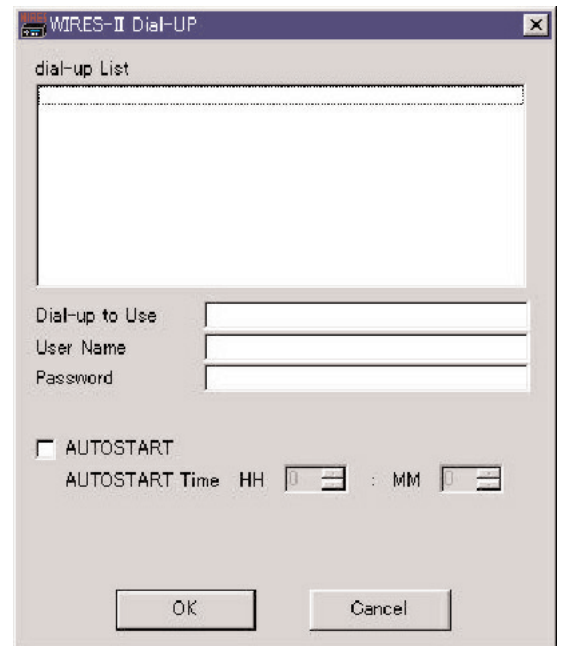 WIRES-II Dial-UP
dial-up List
Dial-up to Use
User Name
Password
AUTOSTART
AUTOSTART Time HH 0 : MM 0
OK Cancel